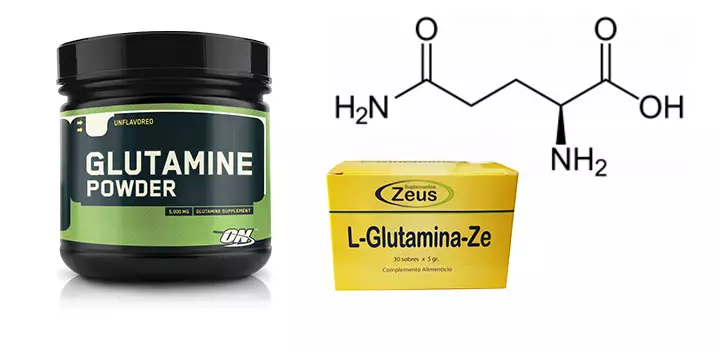 UNFLAVORED
GLUTAMINE
POWDER
5,000 MG | GLUTAMINE SUPPLEMENT
ON
O
O
H₂N
OH
NH₂
Suplementos
Zeus
L-Glutamina-Ze
30 sobres x 5 gr.
Complemento Alimenticio